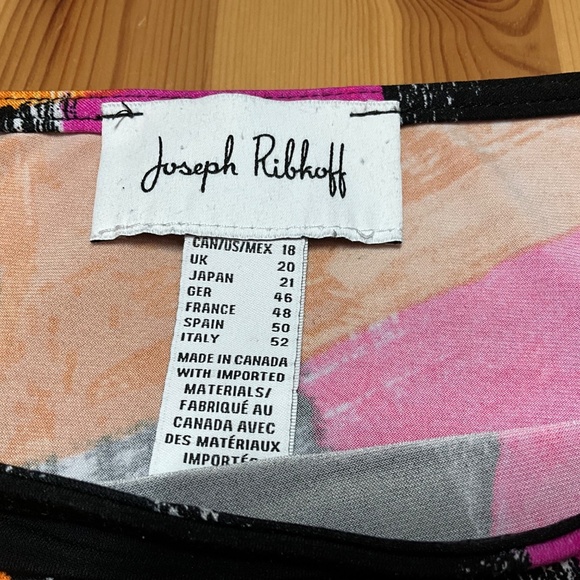 Joseph Ribkoff
CAN/US/MEX 18
UK 20
JAPAN 21
GER 46
FRANCE 48
SPAIN 50
ITALY 52
MADE IN CANADA
WITH IMPORTED
MATERIALS/
FABRIQUÉ AU
CANADA AVEC
DES MATÉRIAUX
IMPORTÉS